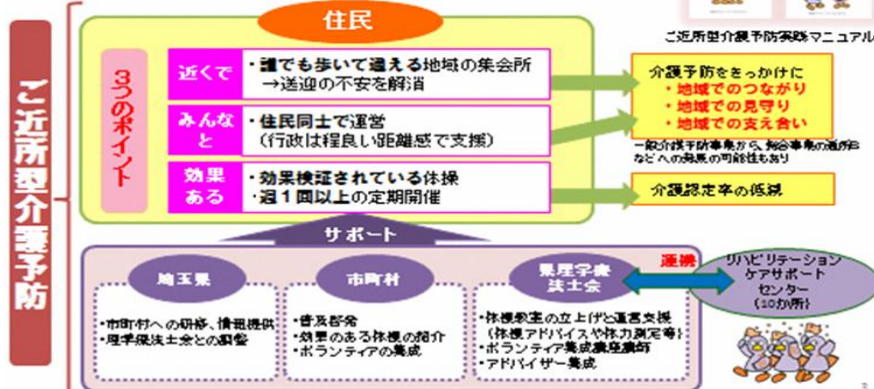 ご近所型介護予防
住民
3つのポイント
近くで
・誰でも歩いて通える地域の集会所
→送迎の不安を解消
みんな
と
・住民同士で運営
(行政は程良い距離感で支援)
効果
ある
・効果検証されている体操
・週1回以上の定期開催
ご近所型介護予防実践マニュアル
介護予防をきっかけに
・地域でのつながり
・地域での見守り
・地域での支え合い
一般介護予防事業から、総合事業の通所B
などへの発展の可能性もあり
介護認定率の低減
サポート
埼玉県
・市町村への研修、情報提供
・理学療法士会との調整
市町村
・普及啓発
・効果のある体操の紹介
・ボランティアの養成
県理学療
法士会
・体操教室の立上げと運営支援
(体操アドバイスや体力測定等)
・ボランティア養成講座講師
・アドバイザー養成
連携
リハビリテーション
ケアサポート
センター
(10か所)